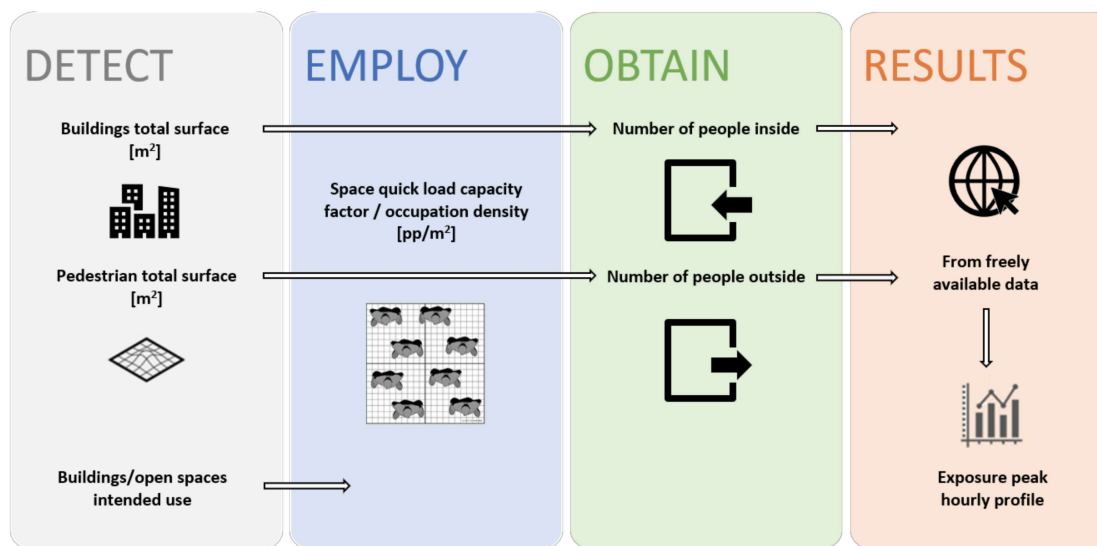 DETECT
Buildings total surface
[m²]
Pedestrian total surface
[m²]
Buildings/open spaces
intended use
EMPLOY
Space quick load capacity
factor / occupation density
[pp/m²]
OBTAIN
Number of people inside
Number of people outside
RESULTS
From freely
available data
Exposure peak
hourly profile